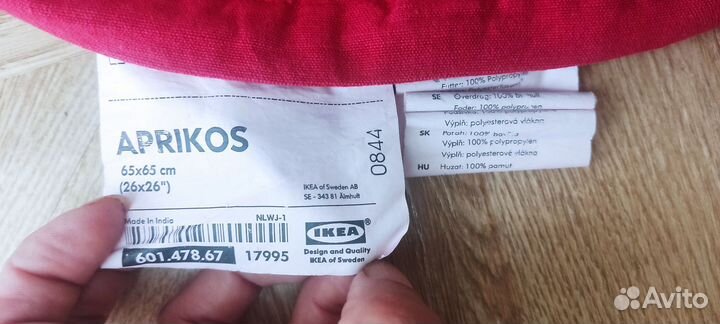 APRIKOS
65x65 cm
(26x26")
0844
IKEA of Sweden AB
SE - 343 81 Älmhult
Made in India
NLWJ-1
601.478.67
17995
IKEA
Design and Quality
IKEA of Sweden
Futter: 100% Polypropylen
SE Överdrag: 100% bomull
Foder: 100% polypropylen
Výplň: polyesterová vlákna
SK Poťah: 100% bavlna
Výplň: 100% polypropylén
Výplň: polyesterové vlákno
HU Huzat: 100% pamut
Avito